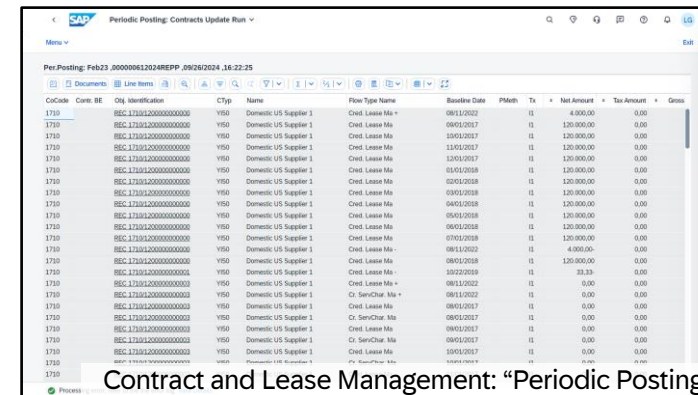 SAP Periodic Posting: Contracts Update Run LG
Menu Exit
Per.Posting: Feb23 ,000000612024REPP ,09/26/2024 ,16:22:25
Documents Line Items
CoCode Contr. BE Obj. Identification CTyp Name Flow Type Name Baseline Date PMeth Tx Net Amount Tax Amount Gross
1710 REC 1710/1200000000000 YI50 Domestic US Supplier 1 Cred. Lease Ma + 08/11/2022 I1 4.000,00 0,00
1710 REC 1710/1200000000000 YI50 Domestic US Supplier 1 Cred. Lease Ma 09/01/2017 I1 120.000,00 0,00
1710 REC 1710/1200000000000 YI50 Domestic US Supplier 1 Cred. Lease Ma 10/01/2017 I1 120.000,00 0,00
1710 REC 1710/1200000000000 YI50 Domestic US Supplier 1 Cred. Lease Ma 11/01/2017 I1 120.000,00 0,00
1710 REC 1710/1200000000000 YI50 Domestic US Supplier 1 Cred. Lease Ma 12/01/2017 I1 120.000,00 0,00
1710 REC 1710/1200000000000 YI50 Domestic US Supplier 1 Cred. Lease Ma 01/01/2018 I1 120.000,00 0,00
1710 REC 1710/1200000000000 YI50 Domestic US Supplier 1 Cred. Lease Ma 02/01/2018 I1 120.000,00 0,00
1710 REC 1710/1200000000000 YI50 Domestic US Supplier 1 Cred. Lease Ma 03/01/2018 I1 120.000,00 0,00
1710 REC 1710/1200000000000 YI50 Domestic US Supplier 1 Cred. Lease Ma 04/01/2018 I1 120.000,00 0,00
1710 REC 1710/1200000000000 YI50 Domestic US Supplier 1 Cred. Lease Ma 05/01/2018 I1 120.000,00 0,00
1710 REC 1710/1200000000000 YI50 Domestic US Supplier 1 Cred. Lease Ma 06/01/2018 I1 120.000,00 0,00
1710 REC 1710/1200000000000 YI50 Domestic US Supplier 1 Cred. Lease Ma 07/01/2018 I1 120.000,00 0,00
1710 REC 1710/1200000000000 YI50 Domestic US Supplier 1 Cred. Lease Ma - 08/11/2022 I1 4.000,00- 0,00
1710 REC 1710/1200000000000 YI50 Domestic US Supplier 1 Cred. Lease Ma 08/01/2018 I1 120.000,00 0,00
1710 REC 1710/1200000000001 YI50 Domestic US Supplier 1 Cred. Lease Ma - 10/22/2019 I1 33,33- 0,00
1710 REC 1710/1200000000003 YI50 Domestic US Supplier 1 Cred. Lease Ma + 08/11/2022 I1 0,00 0,00
1710 REC 1710/1200000000003 YI50 Domestic US Supplier 1 Cr. ServChar. Ma + 08/11/2022 I1 0,00 0,00
1710 REC 1710/1200000000003 YI50 Domestic US Supplier 1 Cred. Lease Ma 08/01/2017 I1 0,00 0,00
1710 REC 1710/1200000000003 YI50 Domestic US Supplier 1 Cr. ServChar. Ma 08/01/2017 I1 0,00 0,00
1710 REC 1710/1200000000003 YI50 Domestic US Supplier 1 Cred. Lease Ma 09/01/2017 I1 0,00 0,00
1710 REC 1710/1200000000003 YI50 Domestic US Supplier 1 Cr. ServChar. Ma 09/01/2017 I1 0,00 0,00
1710 REC 1710/1200000000003 YI50 Domestic US Supplier 1 Cred. Lease Ma 10/01/2017 I1 0,00 0,00
1710
Process
Contract and Lease Management: “Periodic Posting